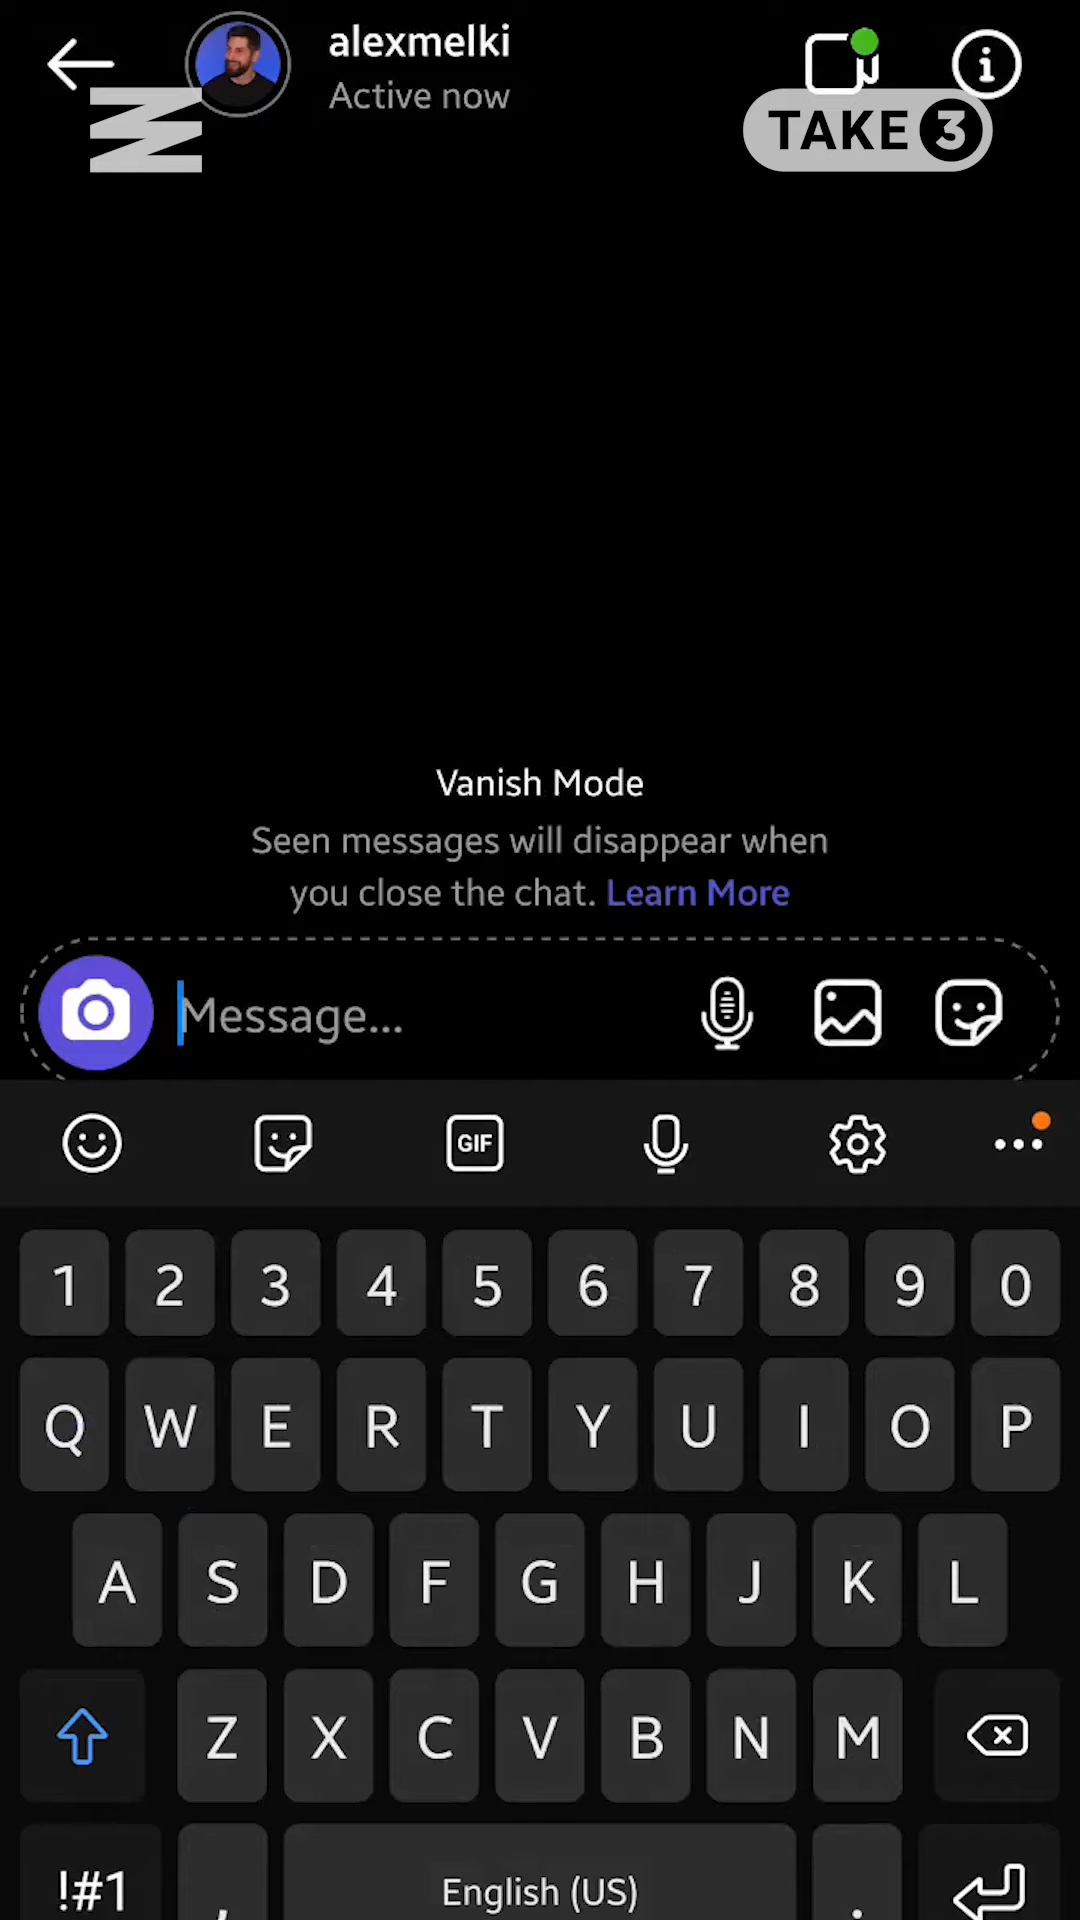 alexmelki
Active now
TAKE 3
Vanish Mode
Seen messages will disappear when
you close the chat. Learn More
Message...
GIF
1 2 3 4 5 6 7 8 9 0
Q W E R T Y U I O P
A S D F G H J K L
Z X C V B N M
!#1 , English (US) .